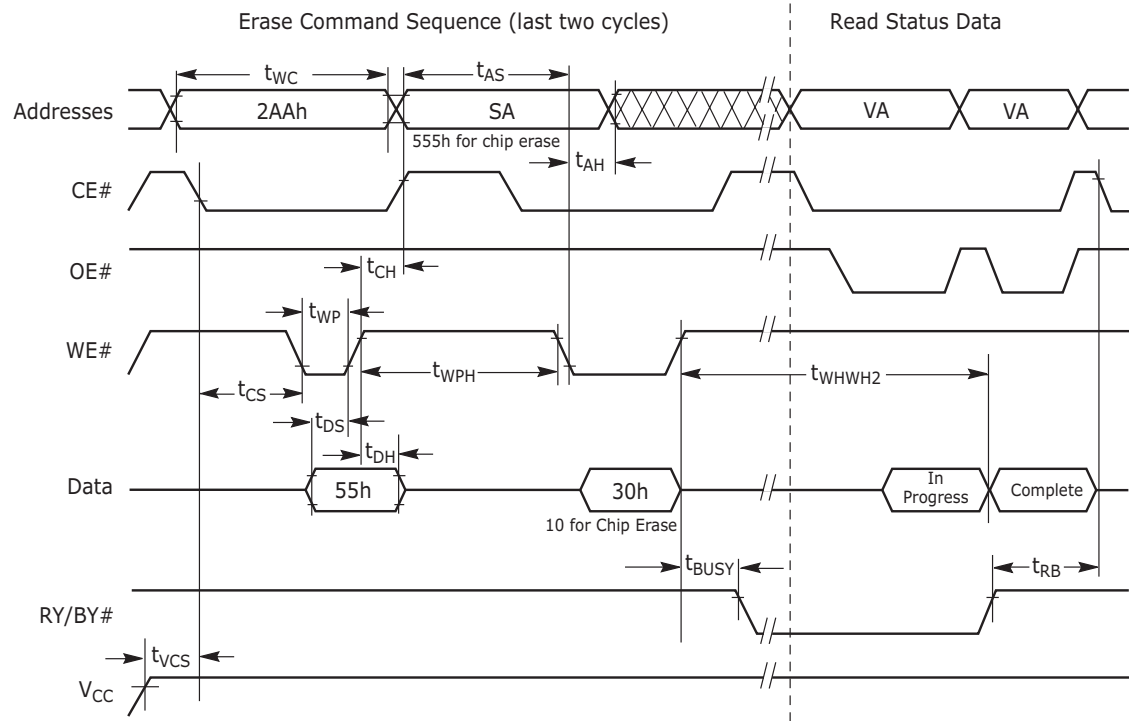 Erase Command Sequence (last two cycles)
Read Status Data
tWC
tAS
Addresses
2AAh
SA
VA
VA
555h for chip erase
tAH
CE#
OE#
tCH
tWP
WE#
tWPH
tWHWH2
tCS
tDS
tDH
Data
55h
30h
In
Progress
Complete
10 for Chip Erase
tBUSY
tRB
RY/BY#
tVCS
VCC